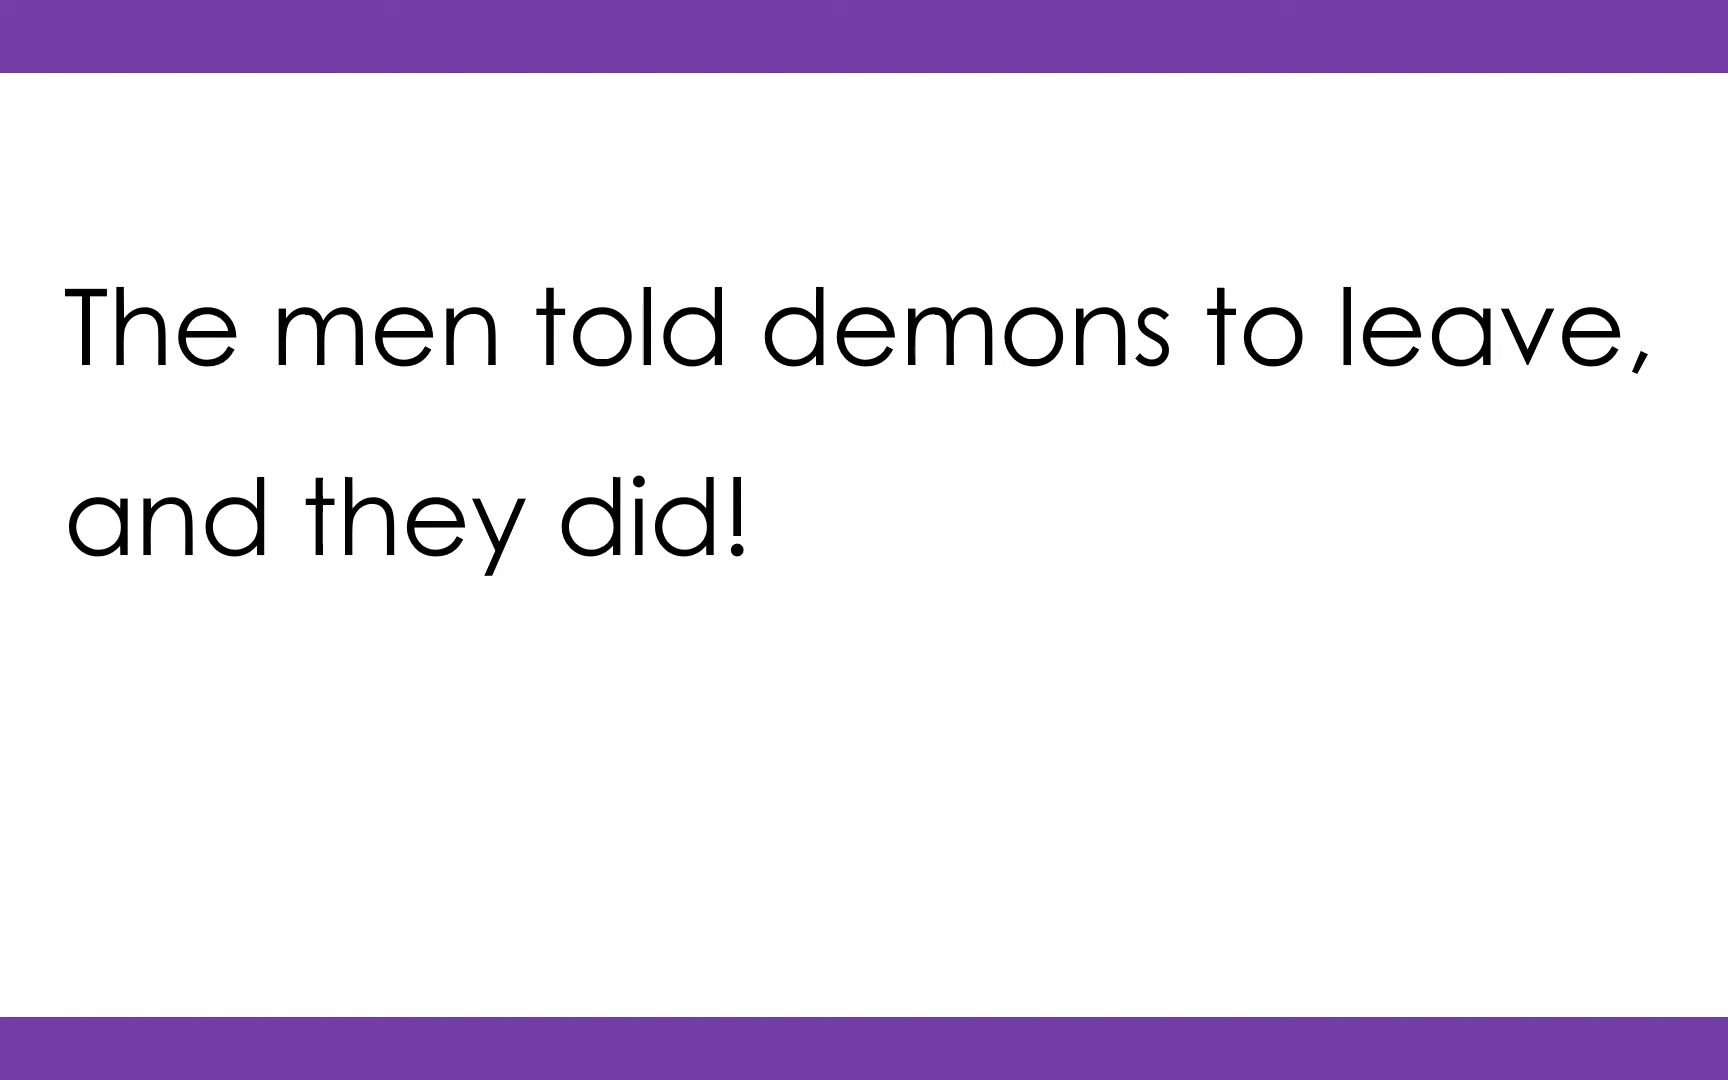 The men told demons to leave,
and they did!